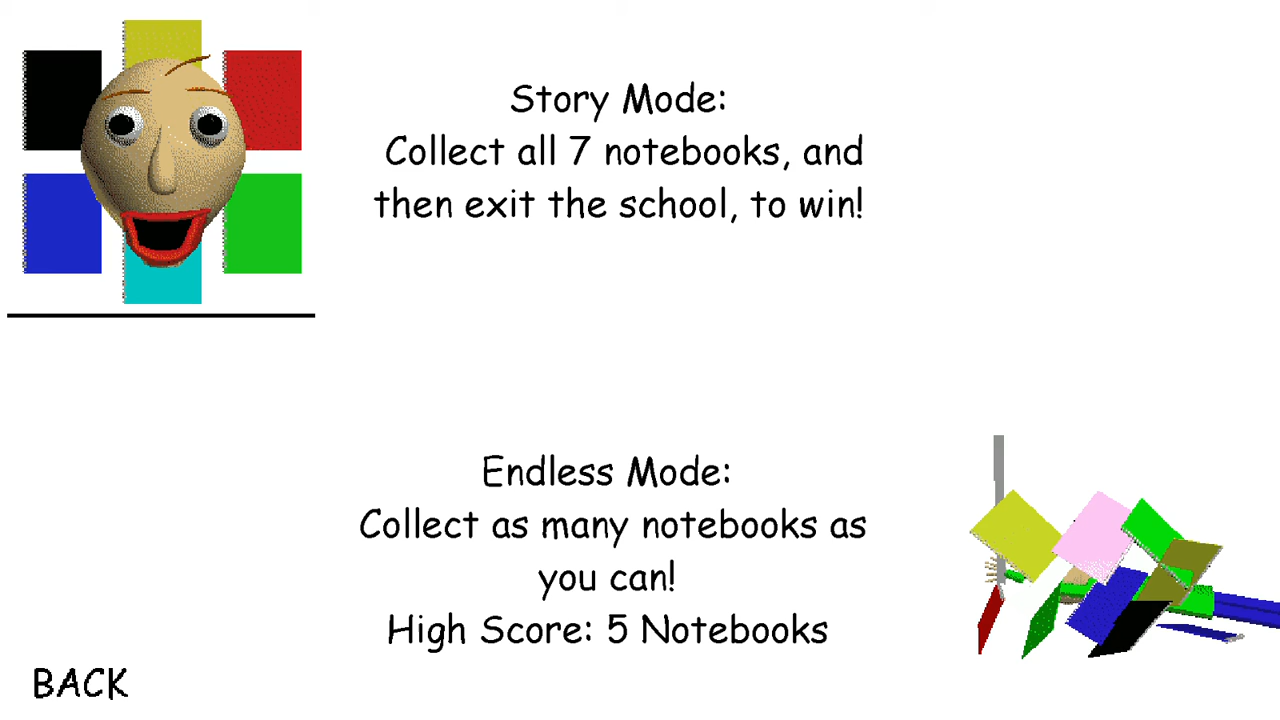 Story Mode:
Collect all 7 notebooks, and
then exit the school, to win!
Endless Mode:
Collect as many notebooks as
you can!
High Score: 5 Notebooks
BACK